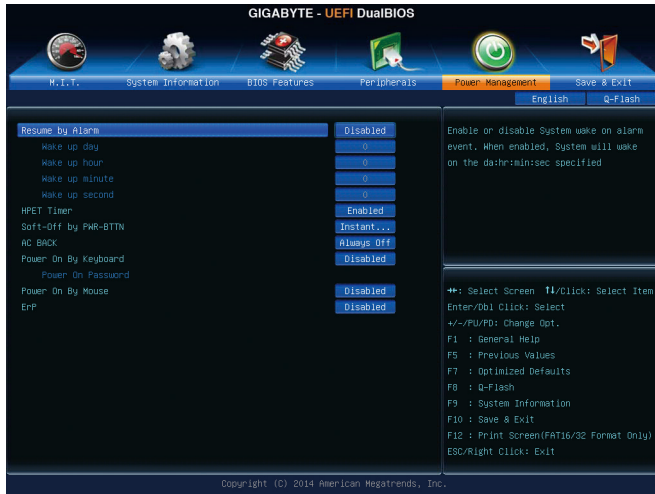 GIGABYTE - UEFI DualBIOS
M.I.T. System Information BIOS Features Peripherals Power Management Save & Exit
English Q-Flash
Resume by Alarm Disabled
Wake up day 0
Wake up hour 0
Wake up minute 0
Wake up second 0
HPET Timer Enabled
Soft-Off by PWR-BTTN Instant...
AC BACK Always Off
Power On By Keyboard Disabled
Power On Password
Power On By Mouse Disabled
ErP Disabled
Enable or disable System wake on alarm
event. When enabled, System will wake
on the da:hr:min:sec specified
→←: Select Screen ↑↓/Click: Select Item
Enter/Dbl Click: Select
+/-/PU/PD: Change Opt.
F1 : General Help
F5 : Previous Values
F7 : Optimized Defaults
F8 : Q-Flash
F9 : System Information
F10 : Save & Exit
F12 : Print Screen(FAT16/32 Format Only)
ESC/Right Click: Exit
Copyright (C) 2014 American Megatrends, Inc.